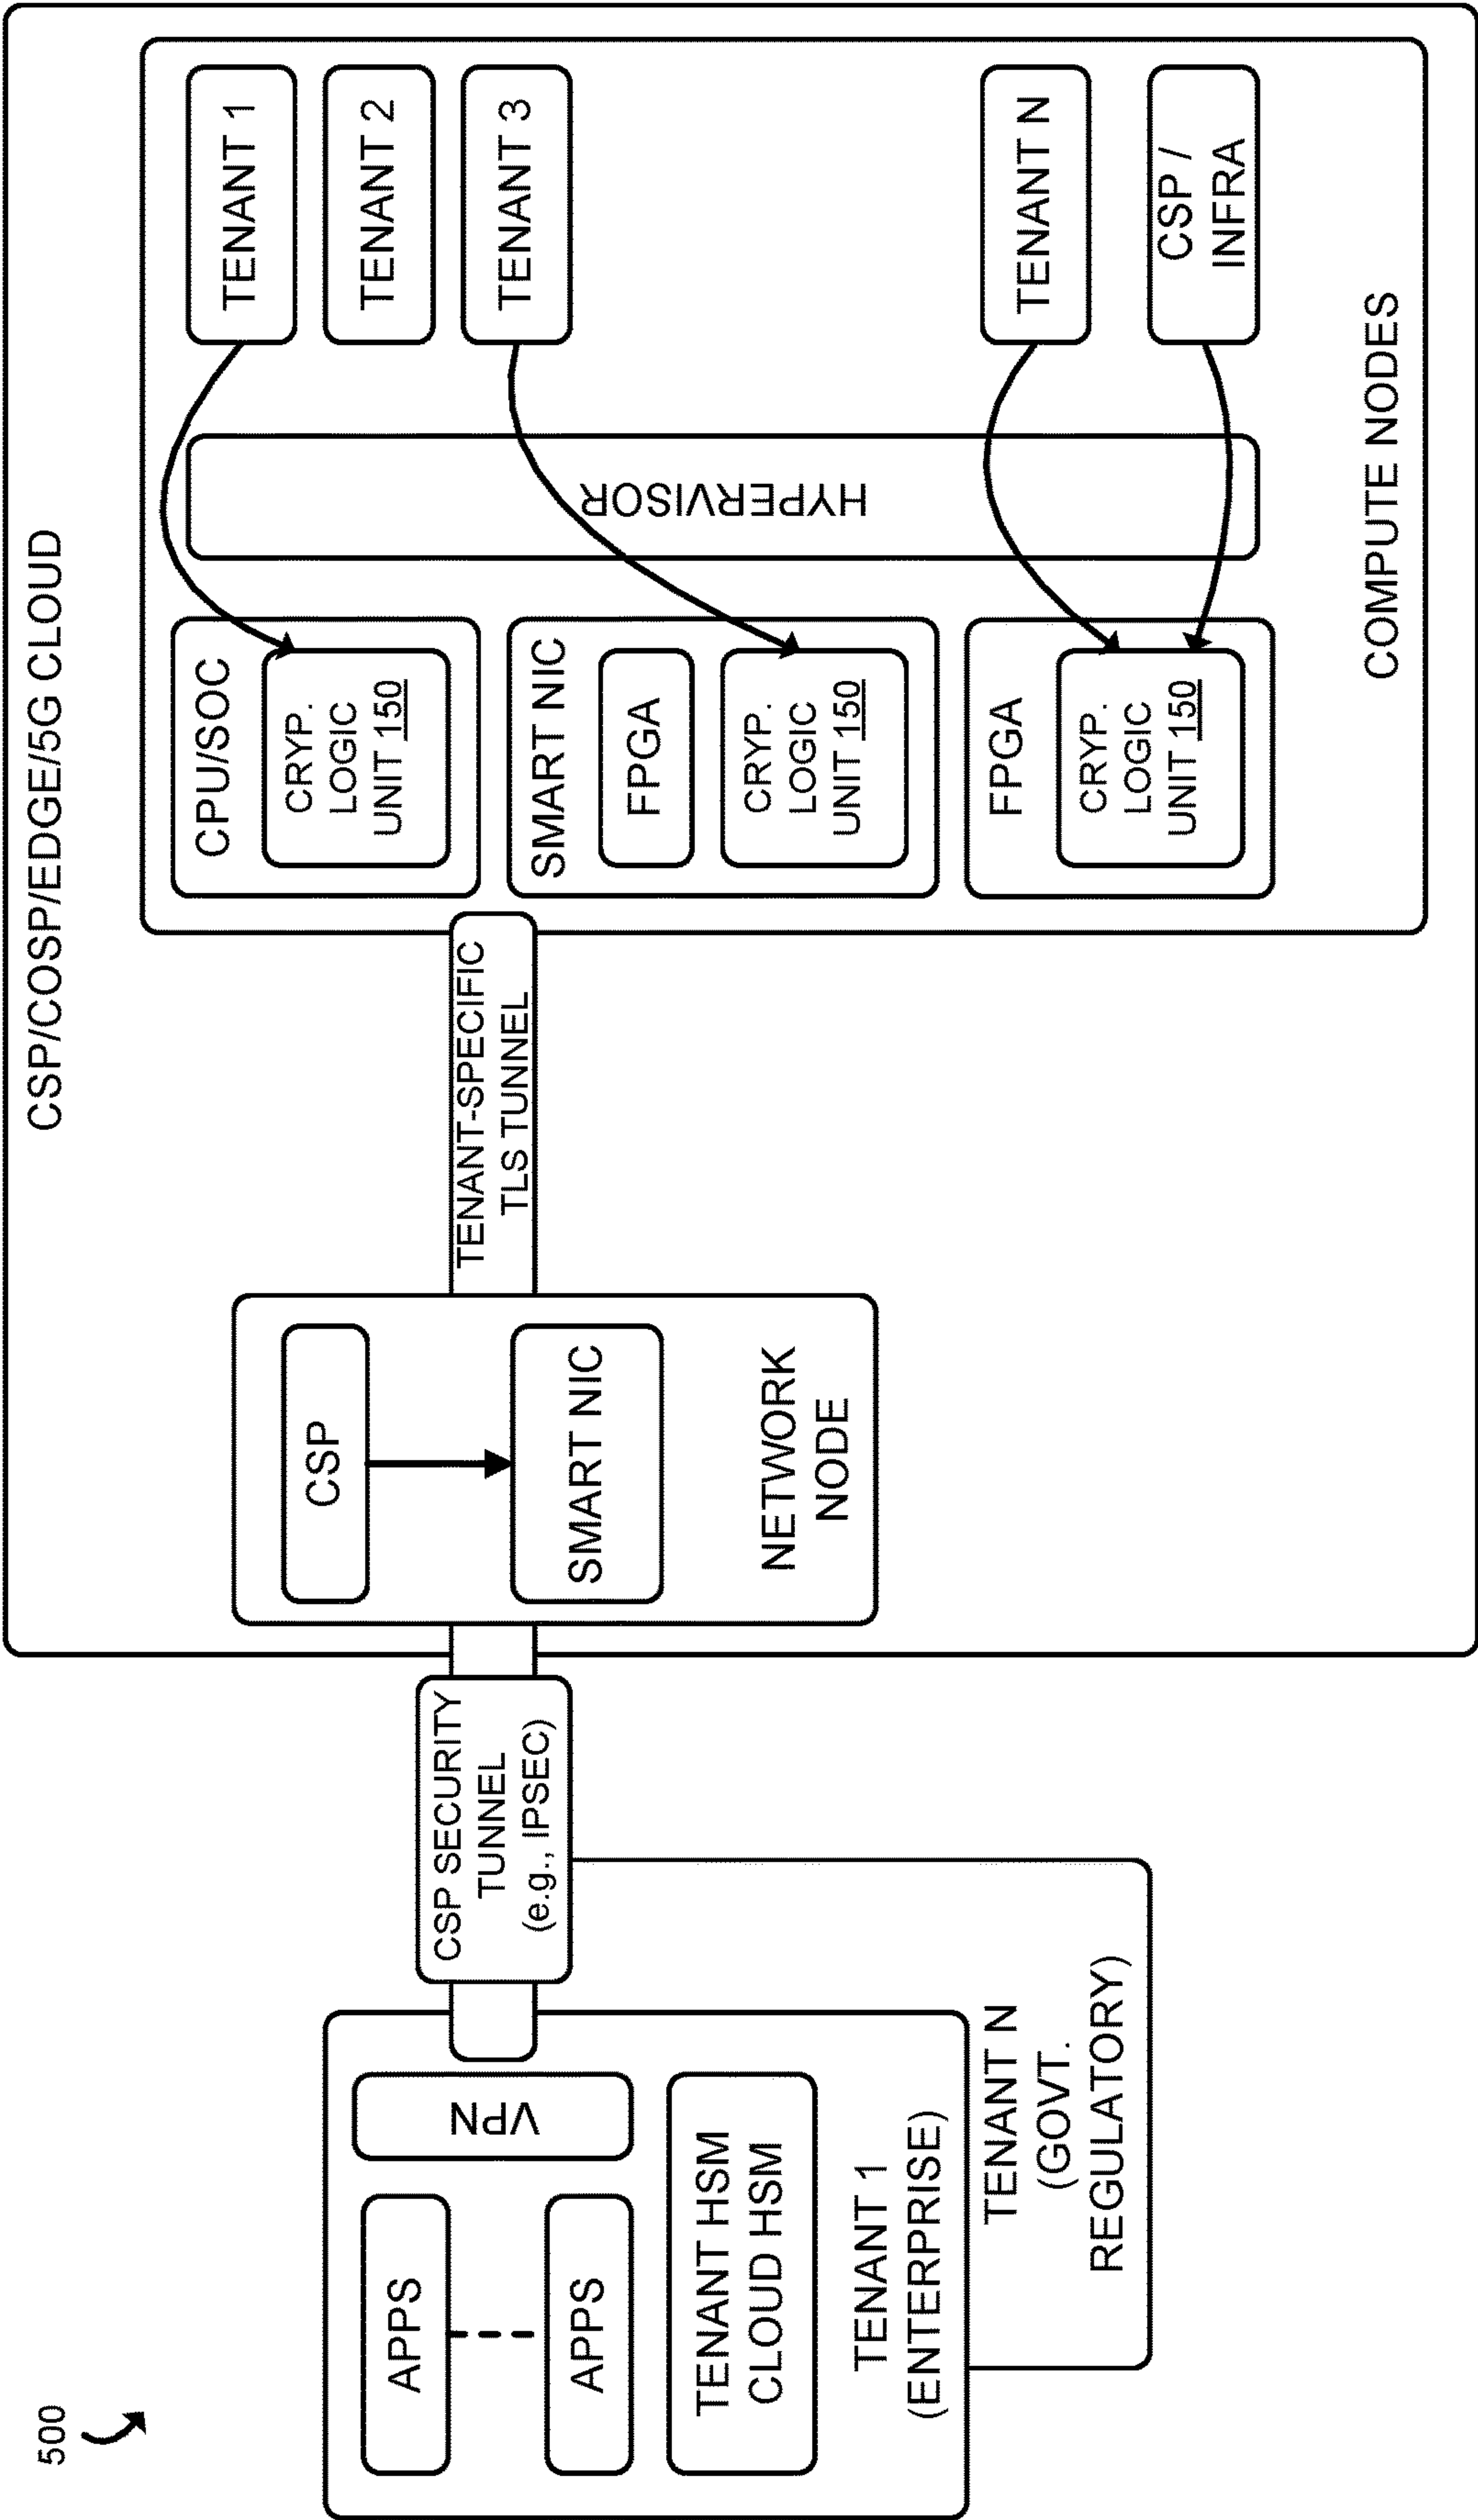 500
APPS
APPS
VPN
TENANT HSM
CLOUD HSM
TENANT 1
(ENTERPRISE)
TENANT N
(GOVT.
REGULATORY)
CSP SECURITY
TUNNEL
(e.g., IPSEC)
CSP/COSP/EDGE/5G CLOUD
CSP
SMART NIC
NETWORK
NODE
TENANT-SPECIFIC
TLS TUNNEL
CPU/SOC
CRYP.
LOGIC
UNIT 150
SMART NIC
FPGA
CRYP.
LOGIC
UNIT 150
FPGA
CRYP.
LOGIC
UNIT 150
HYPERVISOR
TENANT 1
TENANT 2
TENANT 3
TENANT N
CSP /
INFRA
COMPUTE NODES